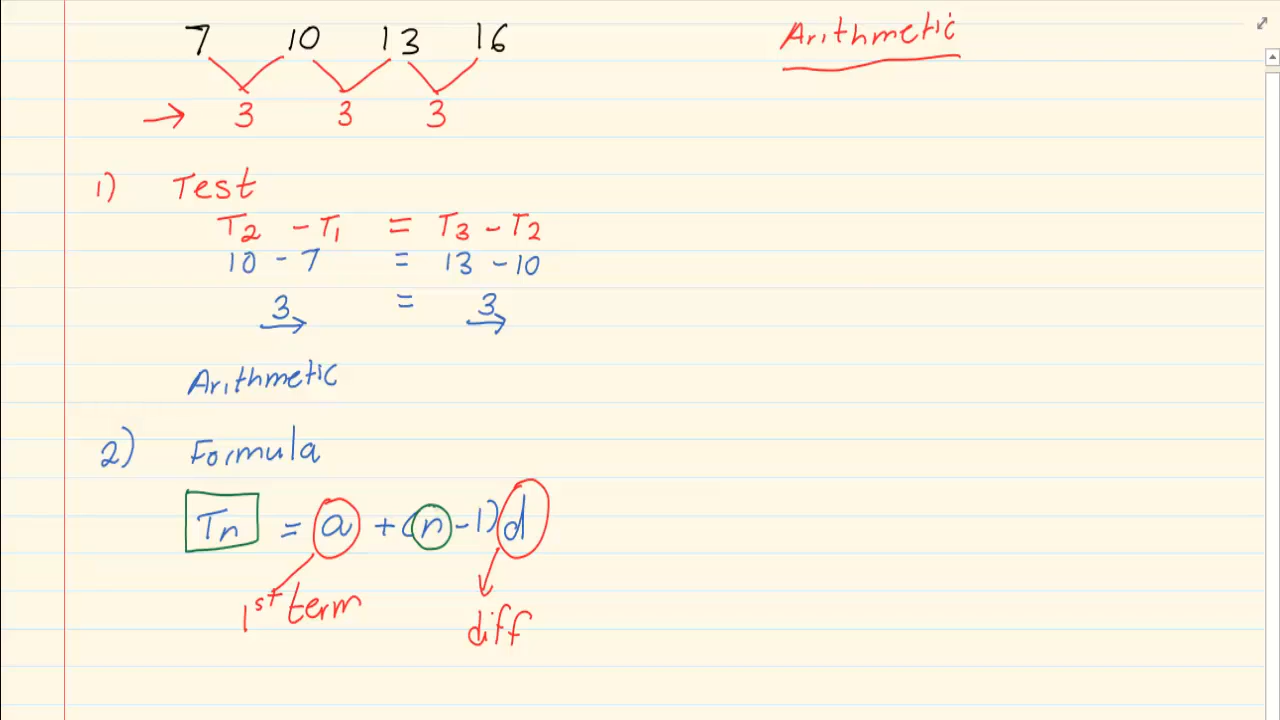 7 10 13 16
Arithmetic
→ 3 3 3
1) Test
T₂ - T₁ = T₃ - T₂
10 - 7 = 13 - 10
3 = 3
Arithmetic
2) Formula
Tn = a + (n - 1)d
1st term
diff